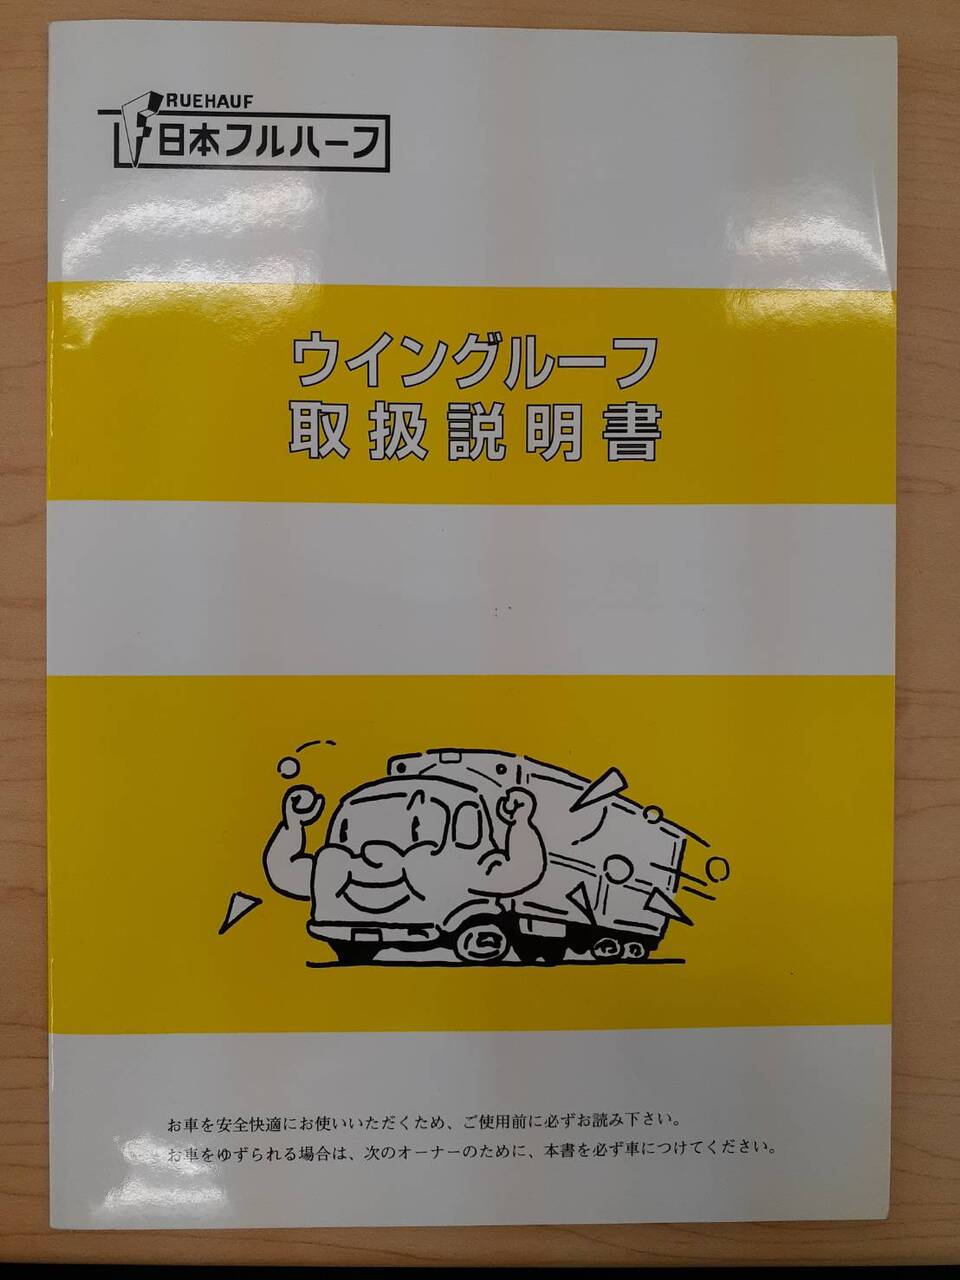 FRUEHAUF
日本フルハーフ
ウイングルーフ
取扱説明書
お車を安全快適にお使いいただくため、ご使用前に必ずお読み下さい。
お車をゆずられる場合は、次のオーナーのために、本書を必ず車につけてください。